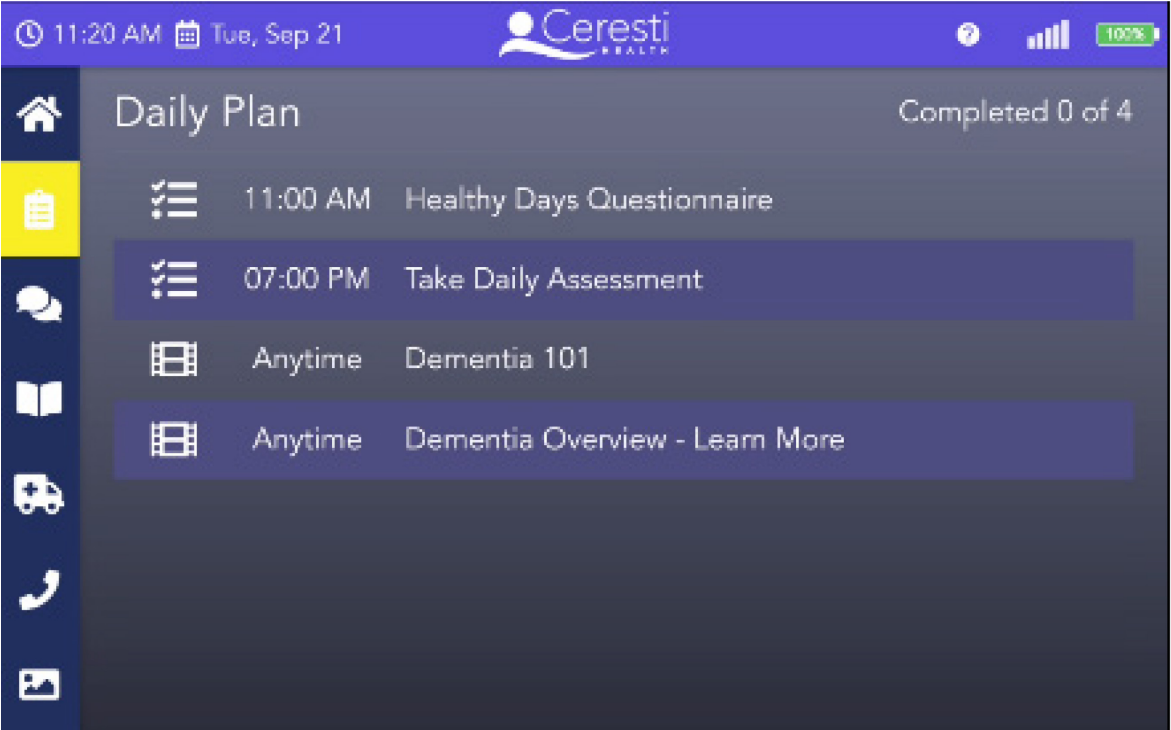 11:20 AM Tue, Sep 21
Ceresti
HEALTH
100%
Daily Plan
Completed 0 of 4
11:00 AM Healthy Days Questionnaire
07:00 PM Take Daily Assessment
Anytime Dementia 101
Anytime Dementia Overview - Learn More